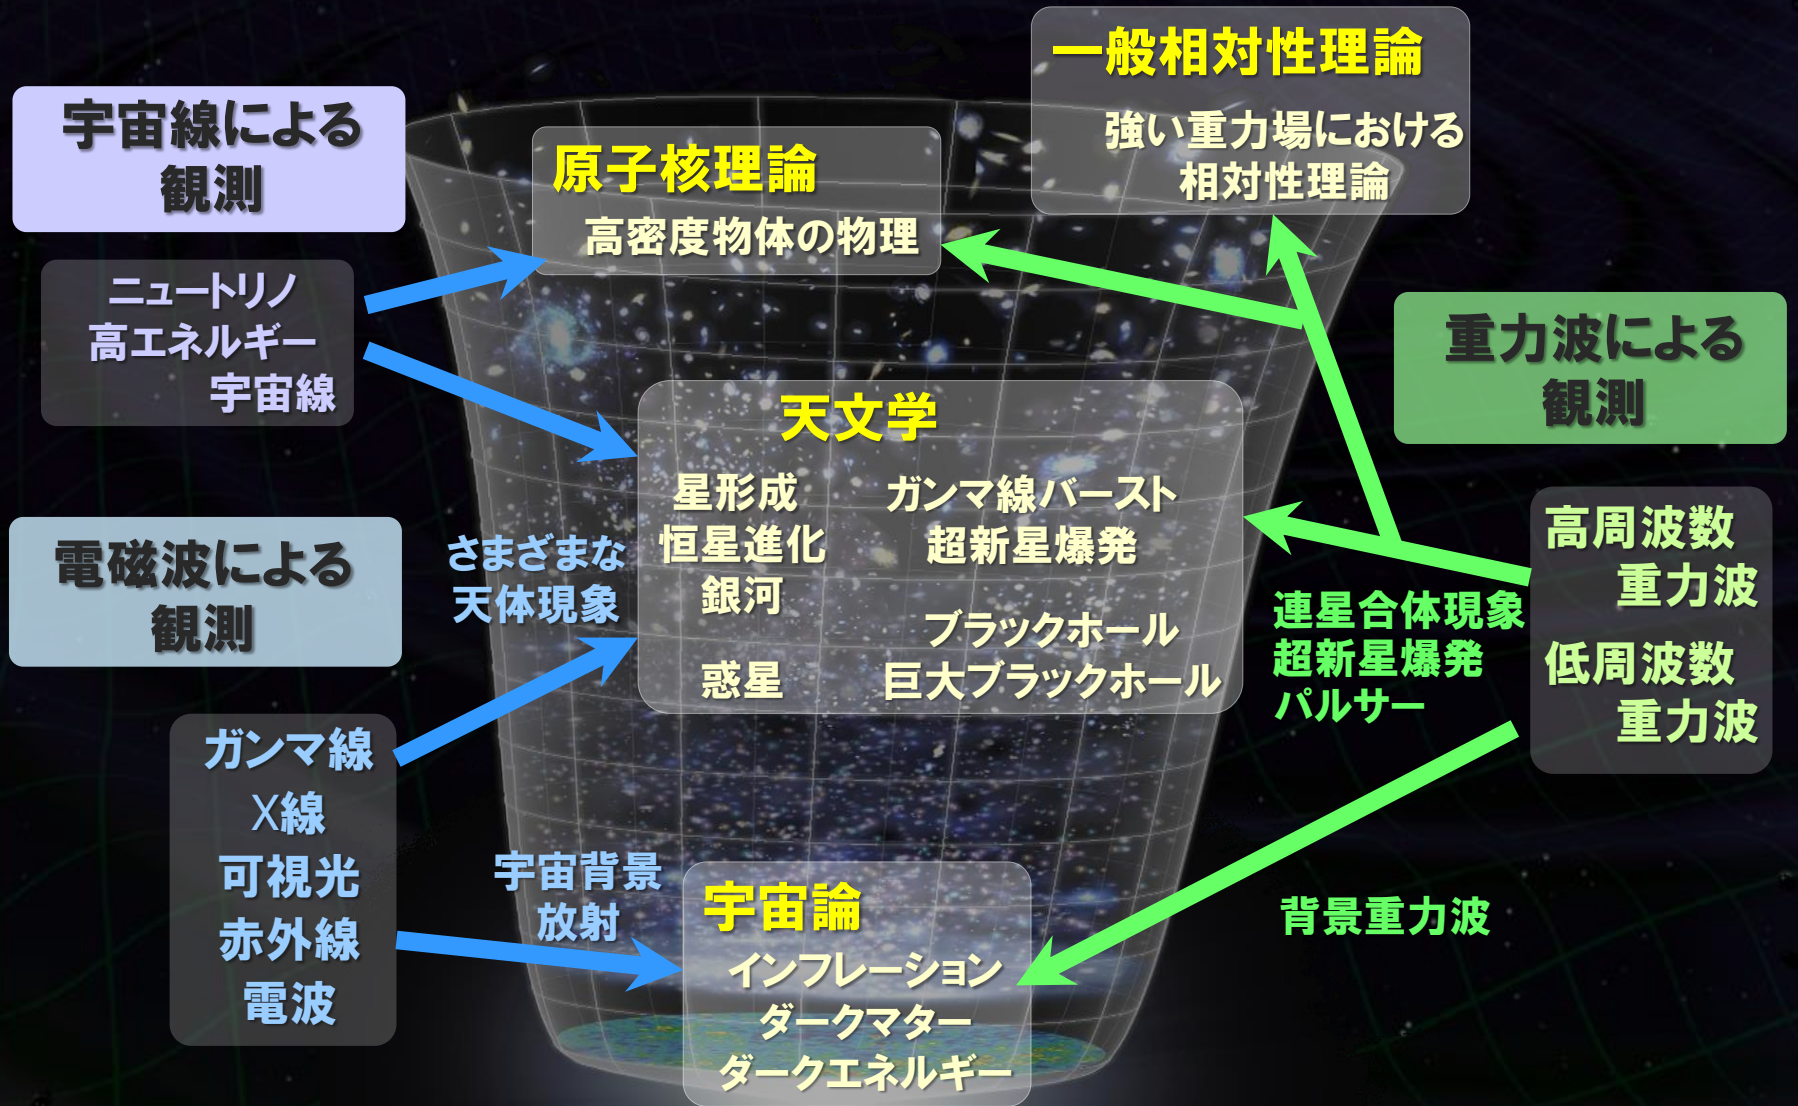 一般相対性理論
強い重力場における
相対性理論
宇宙線による
観測
原子核理論
高密度物体の物理
ニュートリノ
高エネルギー
宇宙線
重力波による
観測
天文学
星形成
恒星進化
銀河
惑星
ガンマ線バースト
超新星爆発
ブラックホール
巨大ブラックホール
電磁波による
観測
さまざまな
天体現象
高周波数
重力波
低周波数
重力波
連星合体現象
超新星爆発
パルサー
ガンマ線
X線
可視光
赤外線
電波
宇宙背景
放射
宇宙論
インフレーション
ダークマター
ダークエネルギー
背景重力波